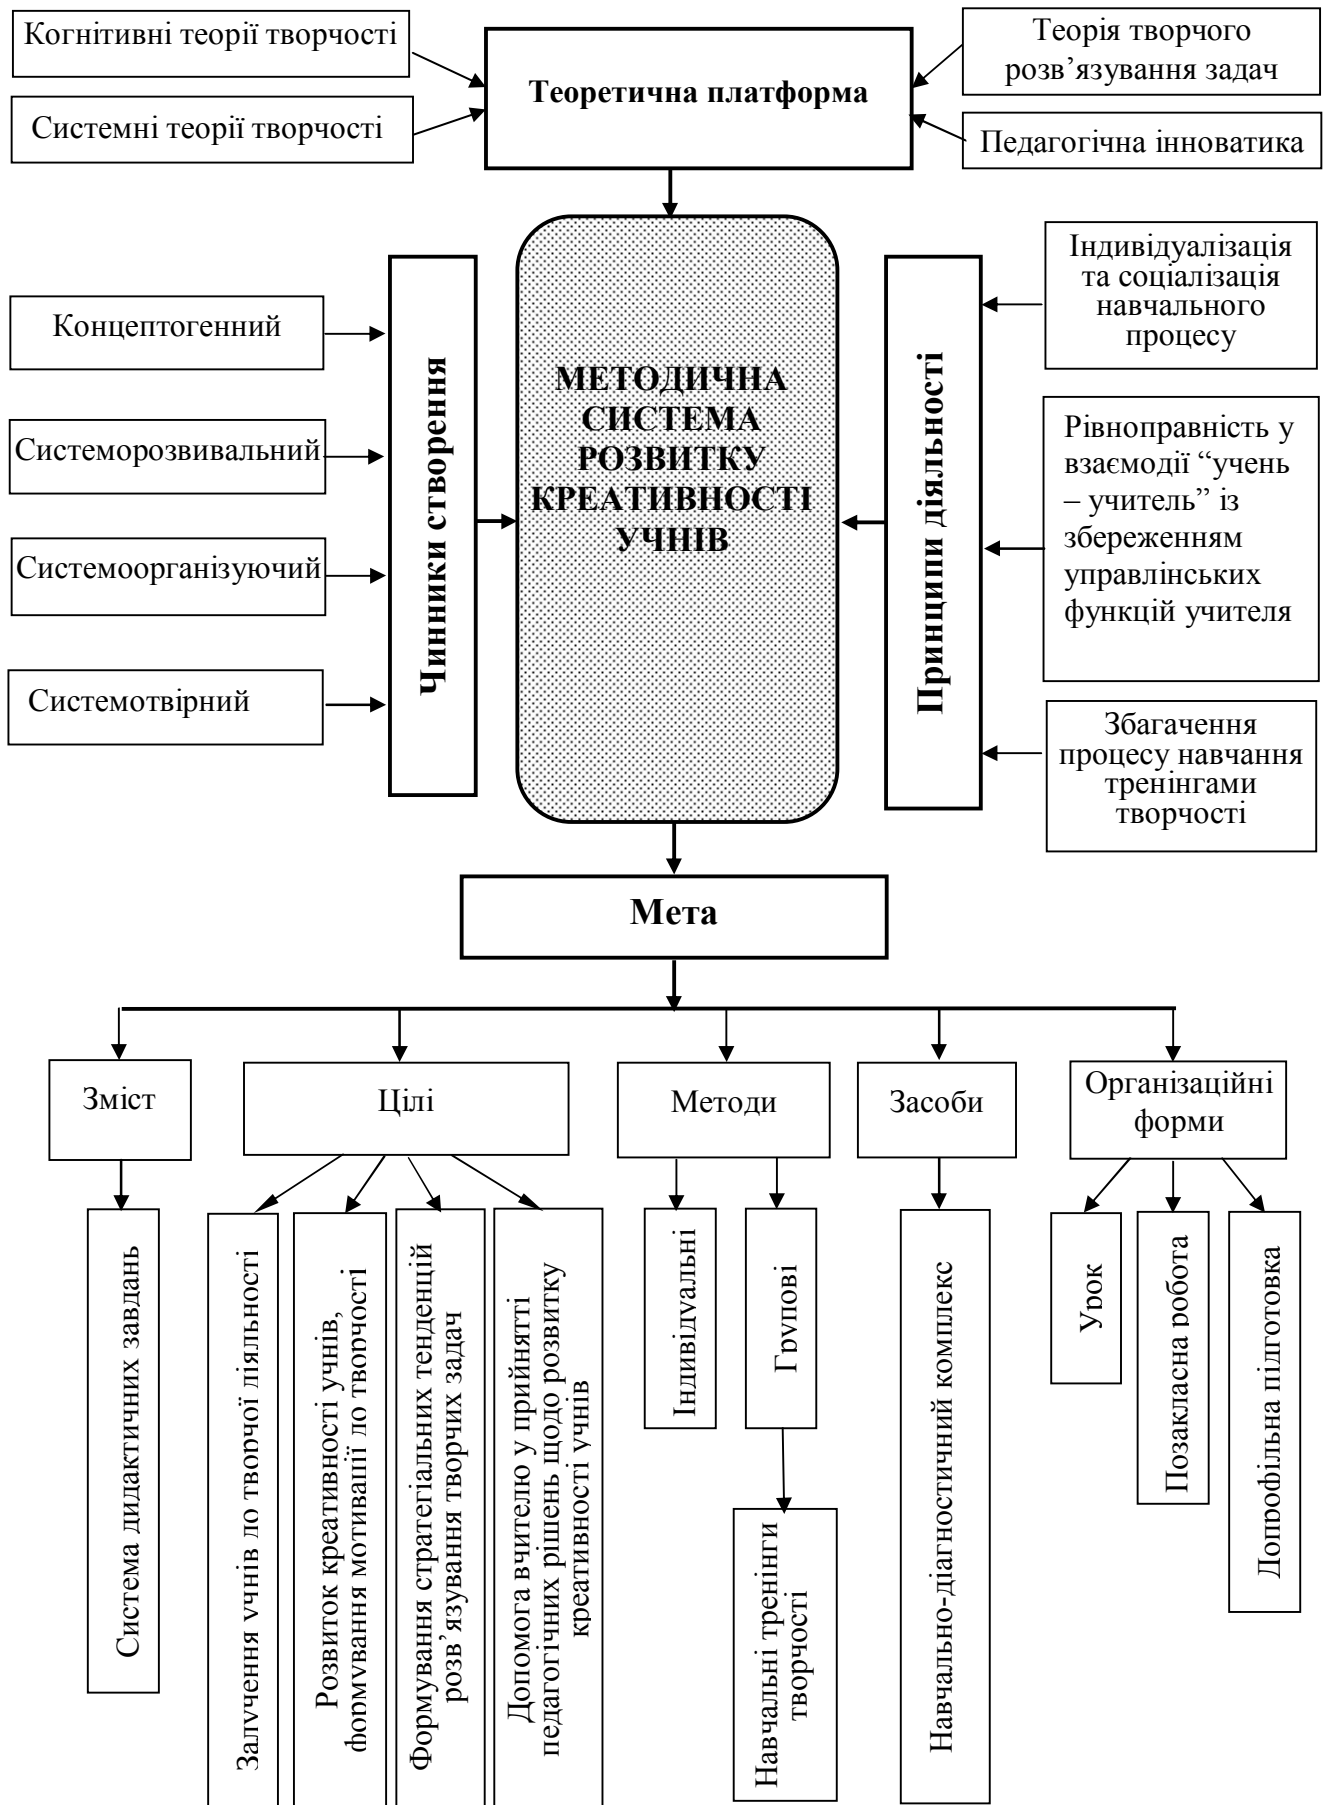 Когнітивні теорії творчості
Системні теорії творчості
Теоретична платформа
Теорія творчого
розв’язування задач
Педагогічна інноватика
Концептогенний
Системорозвивальний
Системоорганізуючий
Системотвірний
Чинники створення
МЕТОДИЧНА
СИСТЕМА
РОЗВИТКУ
КРЕАТИВНОСТІ
УЧНІВ
Принципи діяльності
Індивідуалізація
та соціалізація
навчального
процесу
Рівноправність у
взаємодії “учень
– учитель” із
збереженням
управлінських
функцій учителя
Збагачення
процесу навчання
тренінгами
творчості
Мета
Зміст
Цілі
Методи
Засоби
Організаційні
форми
Система дидактичних завдань
Залучення учнів до творчої діяльності
Розвиток креативності учнів,
формування мотивації до творчості
Формування стратегіальних тенденцій
розв’язування творчих задач
Допомога вчителю у прийнятті
педагогічних рішень щодо розвитку
креативності учнів
Індивідуальні
Групові
Навчальні тренінги
творчості
Навчально-діагностичний комплекс
Урок
Позакласна робота
Допрофільна підготовка